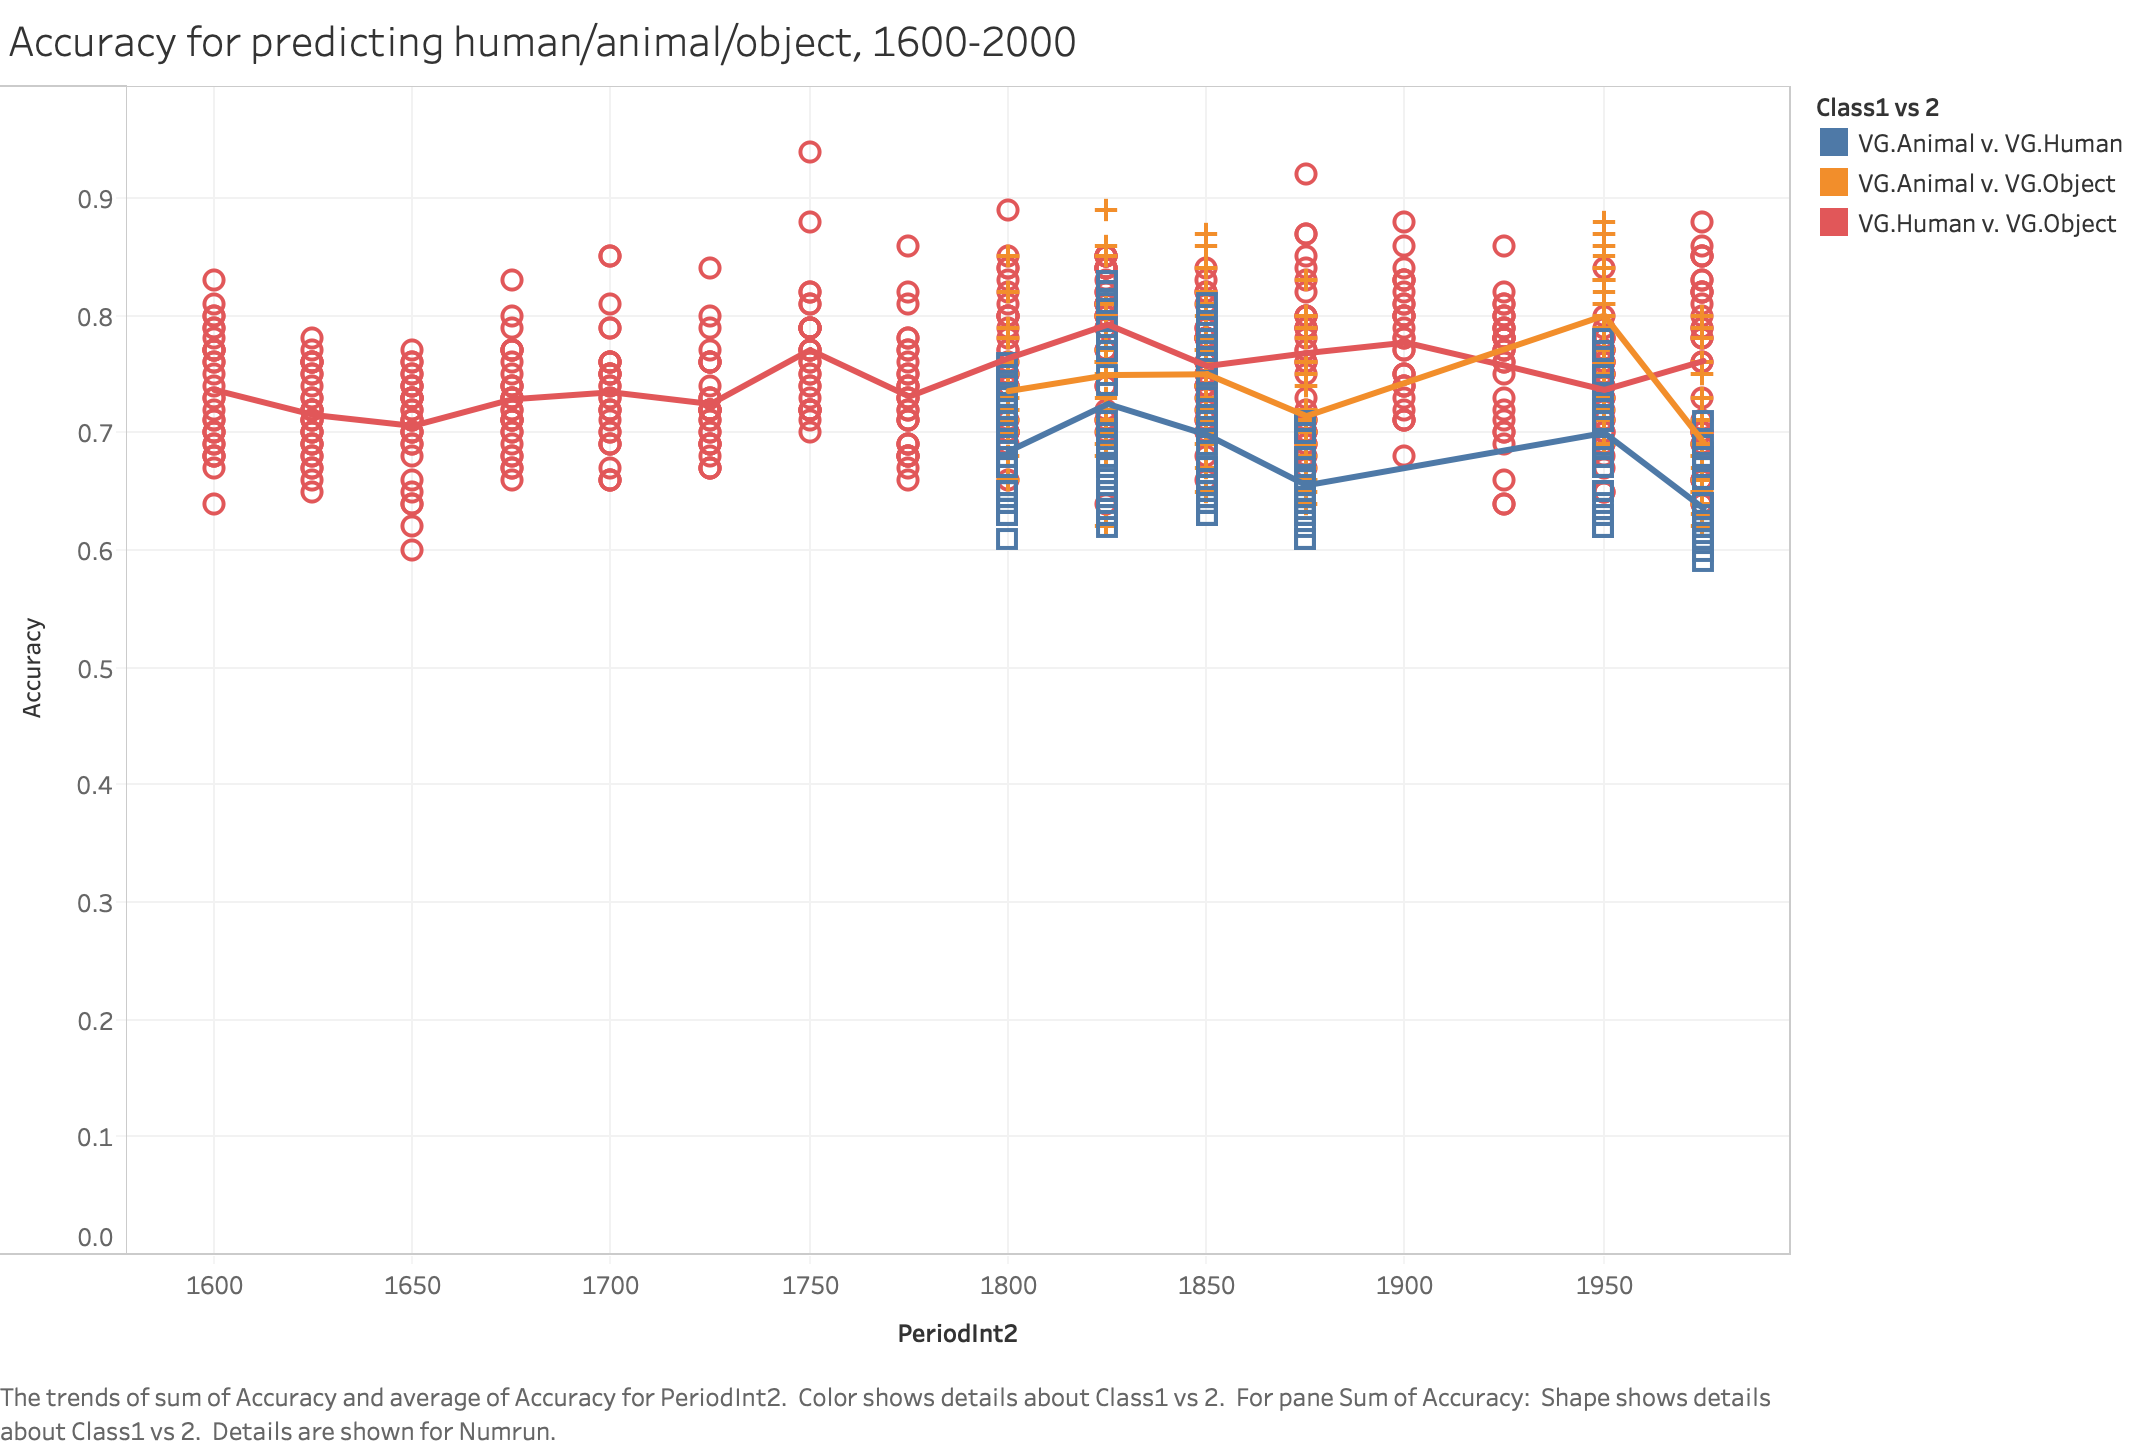 Accuracy for predicting human/animal/object, 1600-2000
Class1 vs 2
VG.Animal v. VG.Human
VG.Animal v. VG.Object
VG.Human v. VG.Object
Accuracy
0.9
0.8
0.7
0.6
0.5
0.4
0.3
0.2
0.1
0.0
1600
1650
1700
1750
1800
1850
1900
1950
PeriodInt2
The trends of sum of Accuracy and average of Accuracy for PeriodInt2. Color shows details about Class1 vs 2. For pane Sum of Accuracy: Shape shows details
about Class1 vs 2. Details are shown for Numrun.